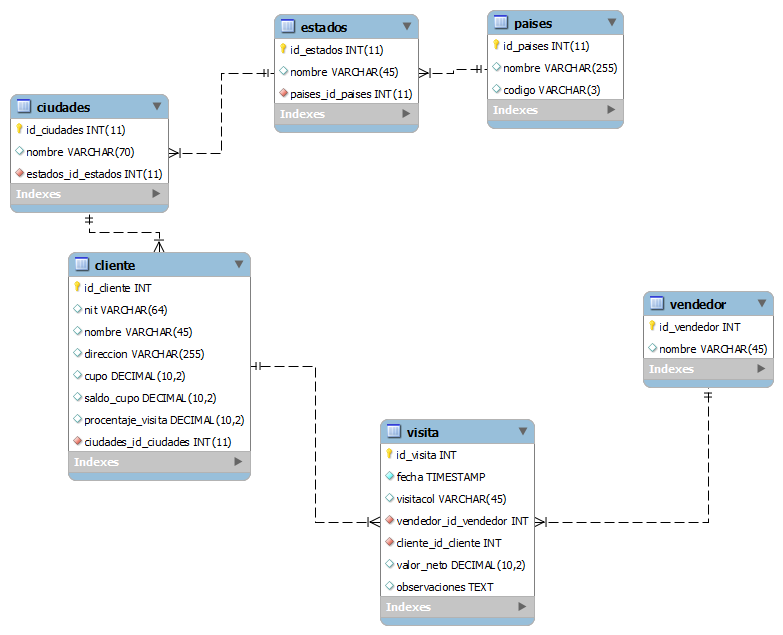 estados
id_estados INT(11)
nombre VARCHAR(45)
paises_id_paises INT(11)
Indexes
paises
id_paises INT(11)
nombre VARCHAR(255)
codigo VARCHAR(3)
Indexes
ciudades
id_ciudades INT(11)
nombre VARCHAR(70)
estados_id_estados INT(11)
Indexes
cliente
id_cliente INT
nit VARCHAR(64)
nombre VARCHAR(45)
direccion VARCHAR(255)
cupo DECIMAL(10,2)
saldo_cupo DECIMAL(10,2)
procentaje_visita DECIMAL(10,2)
ciudades_id_ciudades INT(11)
Indexes
vendedor
id_vendedor INT
nombre VARCHAR(45)
Indexes
visita
id_visita INT
fecha TIMESTAMP
visitacol VARCHAR(45)
vendedor_id_vendedor INT
cliente_id_cliente INT
valor_neto DECIMAL(10,2)
observaciones TEXT
Indexes